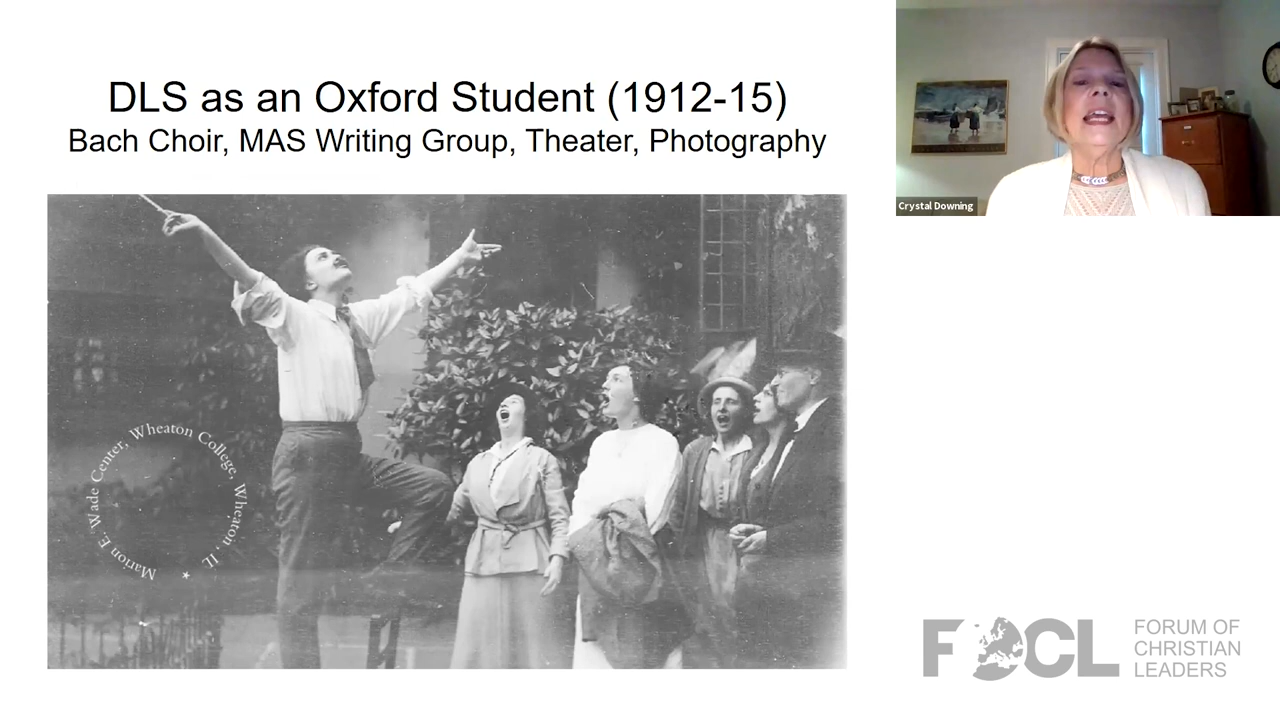 DLS as an Oxford Student (1912-15)
Bach Choir, MAS Writing Group, Theater, Photography
Crystal Downing
Marion E. Wade Center, Wheaton College, Wheaton, IL ★
FOCL
FORUM OF
CHRISTIAN
LEADERS